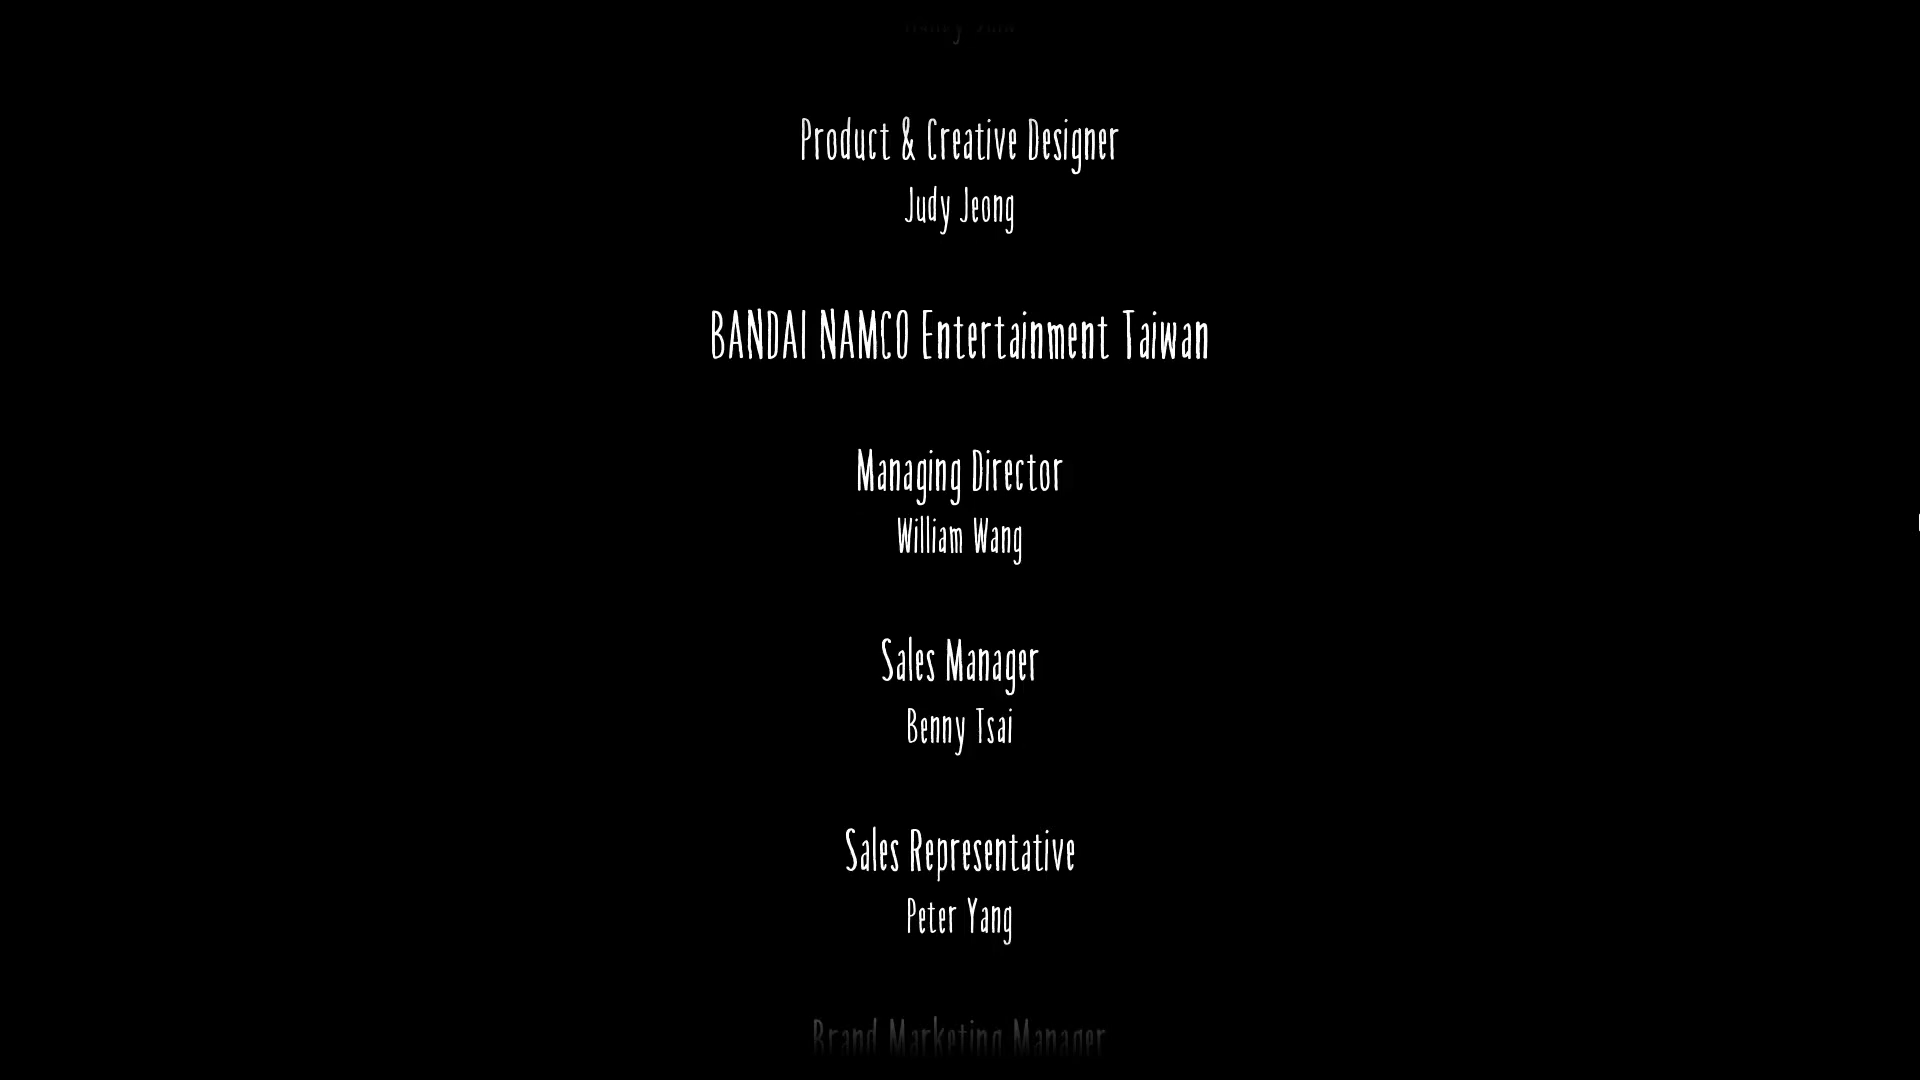 Product & Creative Designer
Judy Jeong
BANDAI NAMCO Entertainment Taiwan
Managing Director
William Wang
Sales Manager
Benny Tsai
Sales Representative
Peter Yang
Brand Marketing Manager